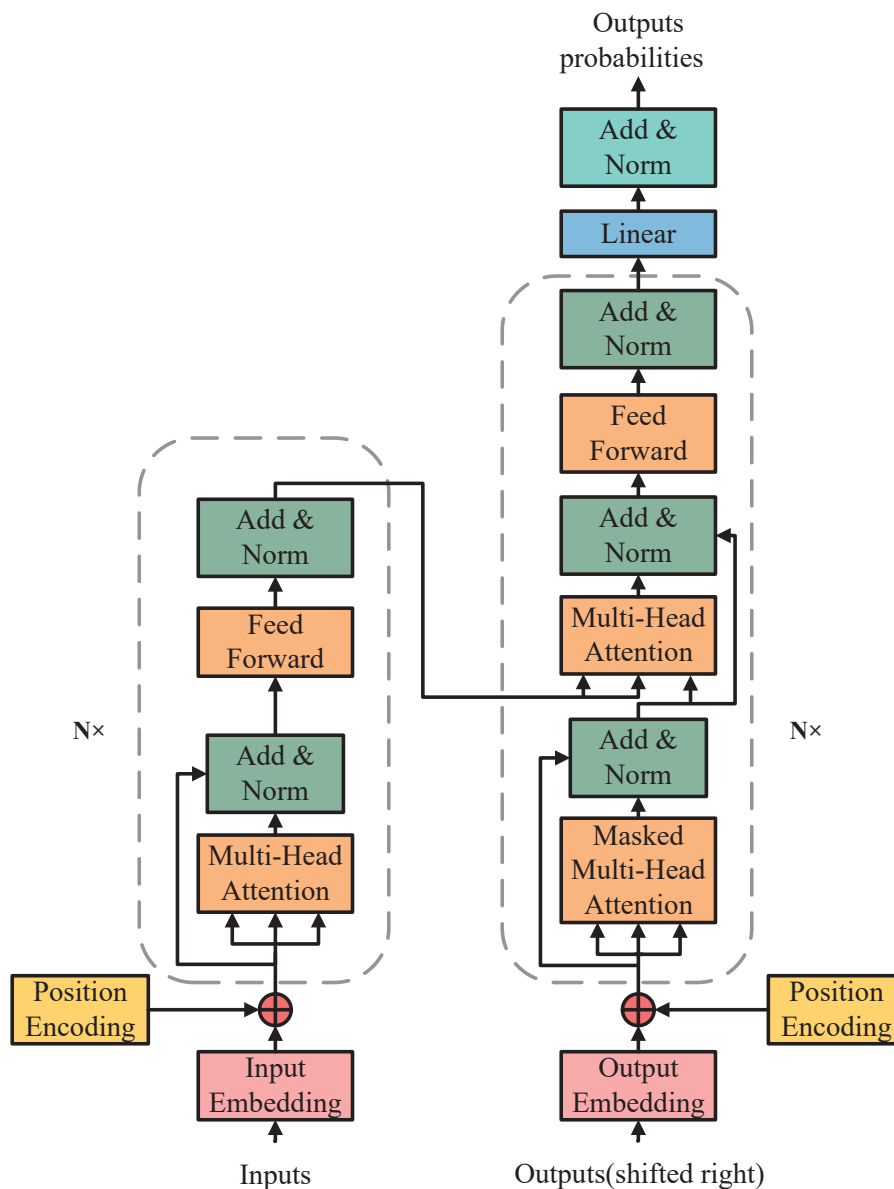 Outputs
probabilities
Add &
Norm
Linear
Add &
Norm
Feed
Forward
Add &
Norm
Multi-Head
Attention
Add &
Norm
Masked
Multi-Head
Attention
N×
Position
Encoding
Output
Embedding
Outputs(shifted right)
Add &
Norm
Feed
Forward
N×
Add &
Norm
Multi-Head
Attention
Position
Encoding
Input
Embedding
Inputs